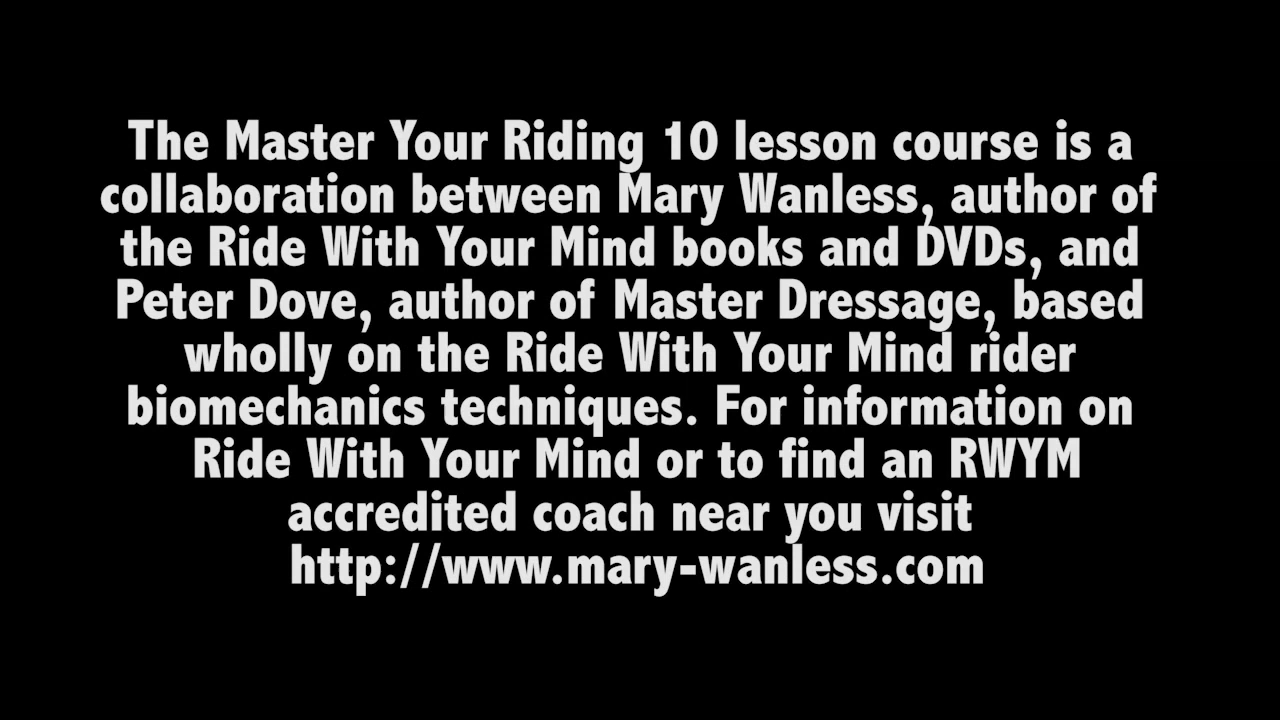 The Master Your Riding 10 lesson course is a
collaboration between Mary Wanless, author of
the Ride With Your Mind books and DVDs, and
Peter Dove, author of Master Dressage, based
wholly on the Ride With Your Mind rider
biomechanics techniques. For information on
Ride With Your Mind or to find an RWYM
accredited coach near you visit
http://www.mary-wanless.com